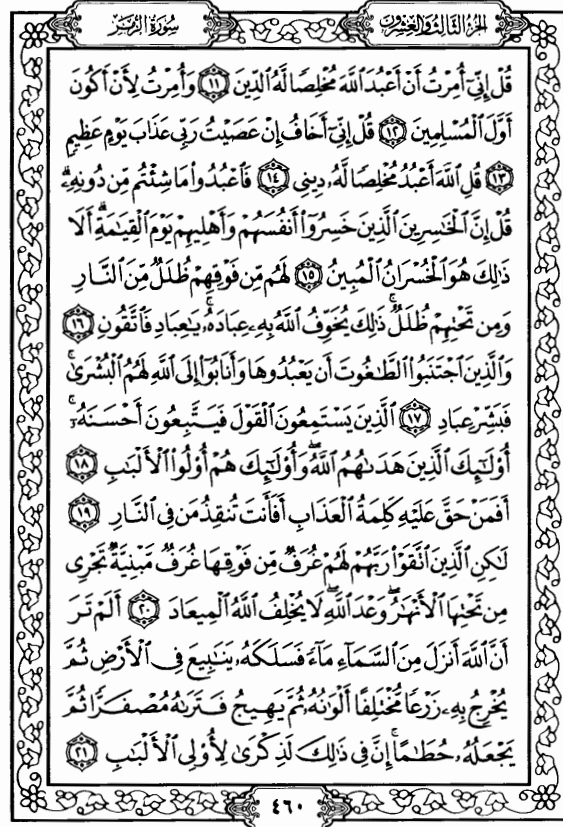 الجزء الثالث والعشرون
سورة الزمر
قُلْ إِنِّىٓ أُمِرْتُ أَنْ أَعْبُدَ ٱللَّهَ مُخْلِصًا لَّهُ ٱلدِّينَ ١١ وَأُمِرْتُ لِأَنْ أَكُونَ
أَوَّلَ ٱلْمُسْلِمِينَ ١٢ قُلْ إِنِّىٓ أَخَافُ إِنْ عَصَيْتُ رَبِّى عَذَابَ يَوْمٍ عَظِيمٍ
١٣ قُلِ ٱللَّهَ أَعْبُدُ مُخْلِصًا لَّهُۥ دِينِى ١٤ فَٱعْبُدُوا۟ مَا شِئْتُم مِّن دُونِهِۦ ۗ
قُلْ إِنَّ ٱلْخَـٰسِرِينَ ٱلَّذِينَ خَسِرُوٓا۟ أَنفُسَهُمْ وَأَهْلِيهِمْ يَوْمَ ٱلْقِيَـٰمَةِ ۗ أَلَا
ذَٰلِكَ هُوَ ٱلْخُسْرَانُ ٱلْمُبِينُ ١٥ لَهُم مِّن فَوْقِهِمْ ظُلَلٌ مِّنَ ٱلنَّارِ
وَمِن تَحْتِهِمْ ظُلَلٌ ۚ ذَٰلِكَ يُخَوِّفُ ٱللَّهُ بِهِۦ عِبَادَهُۥ ۚ يَـٰعِبَادِ فَٱتَّقُونِ ١٦
وَٱلَّذِينَ ٱجْتَنَبُوا۟ ٱلطَّـٰغُوتَ أَن يَعْبُدُوهَا وَأَنَابُوٓا۟ إِلَى ٱللَّهِ لَهُمُ ٱلْبُشْرَىٰ ۚ
فَبَشِّرْ عِبَادِ ١٧ ٱلَّذِينَ يَسْتَمِعُونَ ٱلْقَوْلَ فَيَتَّبِعُونَ أَحْسَنَهُۥٓ ۚ
أُو۟لَـٰٓئِكَ ٱلَّذِينَ هَدَىٰهُمُ ٱللَّهُ ۖ وَأُو۟لَـٰٓئِكَ هُمْ أُو۟لُوا۟ ٱلْأَلْبَـٰبِ ١٨
أَفَمَنْ حَقَّ عَلَيْهِ كَلِمَةُ ٱلْعَذَابِ أَفَأَنتَ تُنقِذُ مَن فِى ٱلنَّارِ ١٩
لَـٰكِنِ ٱلَّذِينَ ٱتَّقَوْا۟ رَبَّهُمْ لَهُمْ غُرَفٌ مِّن فَوْقِهَا غُرَفٌ مَّبْنِيَّةٌ تَجْرِى
مِن تَحْتِهَا ٱلْأَنْهَـٰرُ ۖ وَعْدَ ٱللَّهِ ۖ لَا يُخْلِفُ ٱللَّهُ ٱلْمِيعَادَ ٢٠ أَلَمْ تَرَ
أَنَّ ٱللَّهَ أَنزَلَ مِنَ ٱلسَّمَآءِ مَآءً فَسَلَكَهُۥ يَنَـٰبِيعَ فِى ٱلْأَرْضِ ثُمَّ
يُخْرِجُ بِهِۦ زَرْعًا مُّخْتَلِفًا أَلْوَٰنُهُۥ ثُمَّ يَهِيجُ فَتَرَىٰهُ مُصْفَرًّا ثُمَّ
يَجْعَلُهُۥ حُطَـٰمًا ۚ إِنَّ فِى ذَٰلِكَ لَذِكْرَىٰ لِأُو۟لِى ٱلْأَلْبَـٰبِ ٢١
٤٦٠